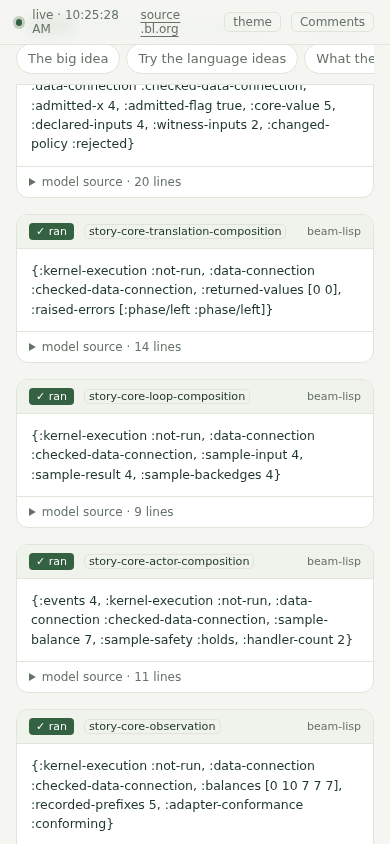 live · 10:25:28 AM
source .bl.org
theme
Comments
The big idea
Try the language ideas
What the
:data-connection :checked-data-connection,
:admitted-x 4, :admitted-flag true, :core-value 5,
:declared-inputs 4, :witness-inputs 2, :changed-
policy :rejected}
▶ model source · 20 lines
✓ ran story-core-translation-composition beam-lisp
{:kernel-execution :not-run, :data-connection
:checked-data-connection, :returned-values [0 0],
:raised-errors [:phase/left :phase/left]}
▶ model source · 14 lines
✓ ran story-core-loop-composition beam-lisp
{:kernel-execution :not-run, :data-connection
:checked-data-connection, :sample-input 4,
:sample-result 4, :sample-backedges 4}
▶ model source · 9 lines
✓ ran story-core-actor-composition beam-lisp
{:events 4, :kernel-execution :not-run, :data-
connection :checked-data-connection, :sample-
balance 7, :sample-safety :holds, :handler-count 2}
▶ model source · 11 lines
✓ ran story-core-observation beam-lisp
{:kernel-execution :not-run, :data-connection
:checked-data-connection, :balances [0 10 7 7 7],
:recorded-prefixes 5, :adapter-conformance
:conforming}